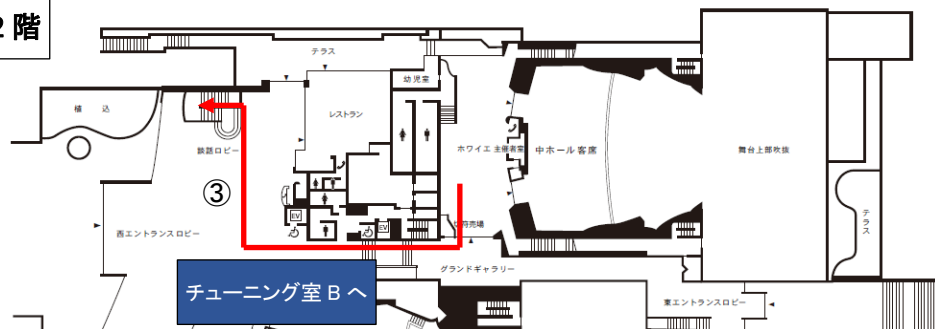 2階
テラス
幼児室
植込
レストラン
談話ロビー
ホワイエ
主催者室
中ホール客席
舞台上部吹抜
③
EV
EV
切符売場
テラス
西エントランスロビー
グランドギャラリー
チューニング室 B へ
東エントランスロビー